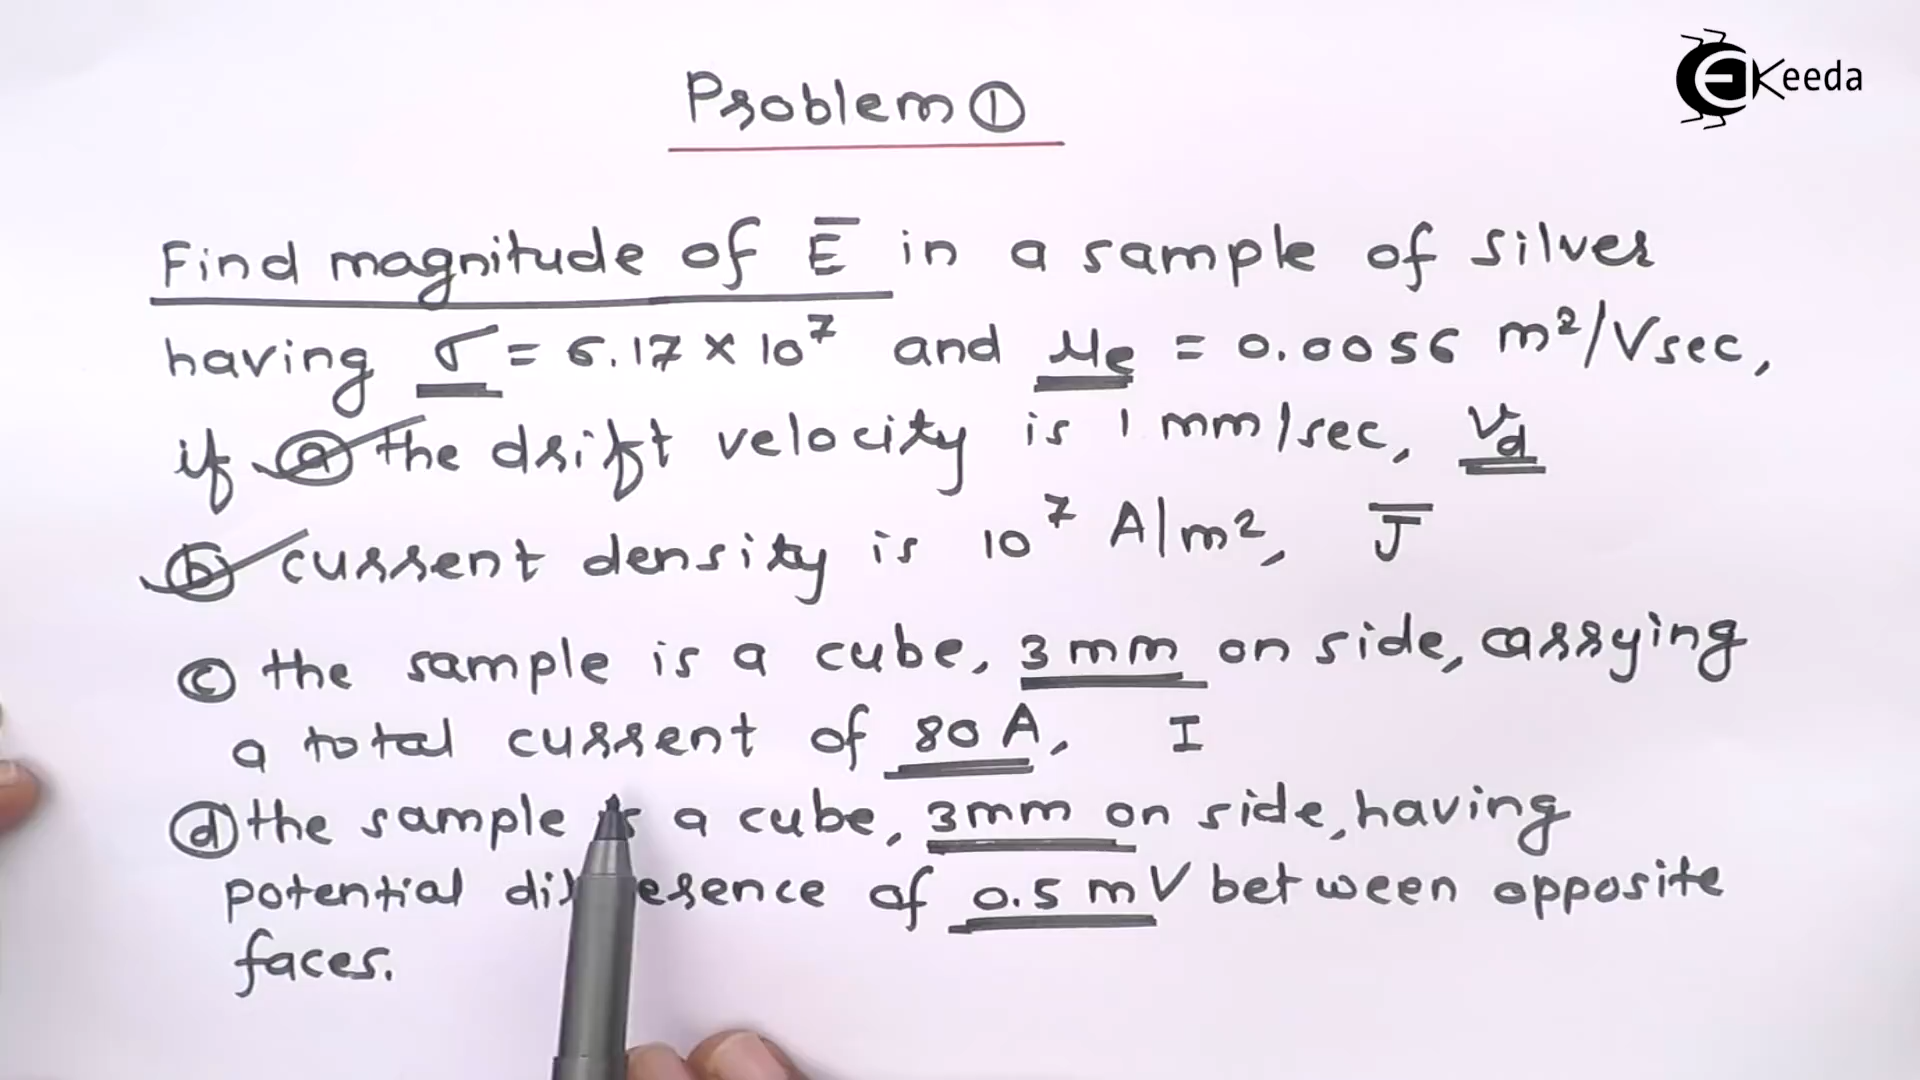 EKeeda
Problem ①
Find magnitude of E̅ in a sample of silver
having σ = 6.17 × 10⁷ and μe = 0.0056 m²/Vsec,
if ⓐ the drift velocity is 1 mm/sec, Vd
ⓑ current density is 10⁷ A/m², J̅
ⓒ the sample is a cube, 3 mm on side, carrying
a total current of 80 A, I
ⓓ the sample is a cube, 3mm on side, having
potential of 0.5 mV between opposite
faces.